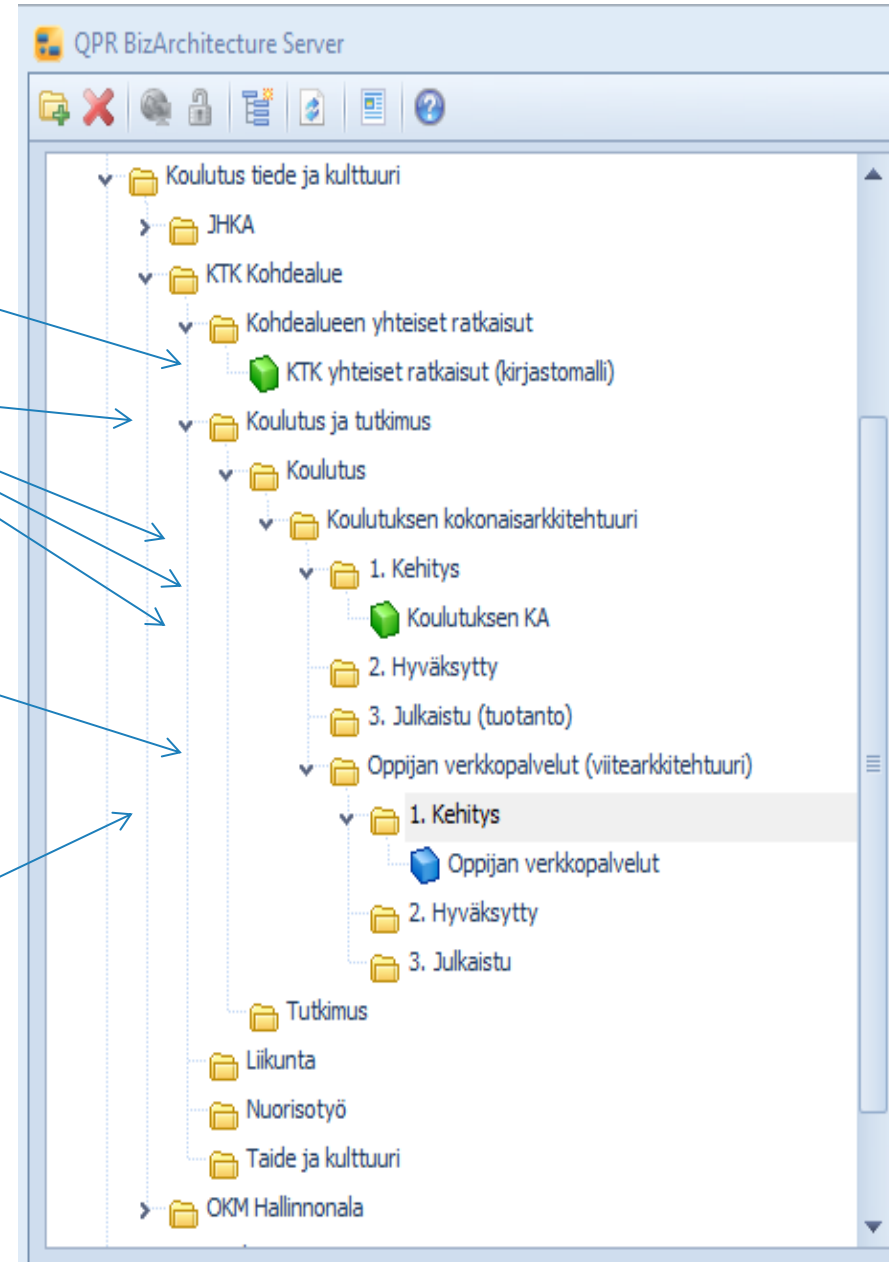 QPR BizArchitecture Server
Koulutus tiede ja kulttuuri
JHKA
KTK Kohdealue
Kohdealueen yhteiset ratkaisut
KTK yhteiset ratkaisut (kirjastomalli)
Koulutus ja tutkimus
Koulutus
Koulutuksen kokonaisarkkitehtuuri
1. Kehitys
Koulutuksen KA
2. Hyväksytty
3. Julkaistu (tuotanto)
Oppijan verkkopalvelut (viitearkkitehtuuri)
1. Kehitys
Oppijan verkkopalvelut
2. Hyväksytty
3. Julkaistu
Tutkimus
Liikunta
Nuorisotyö
Taide ja kulttuuri
OKM Hallinnonala